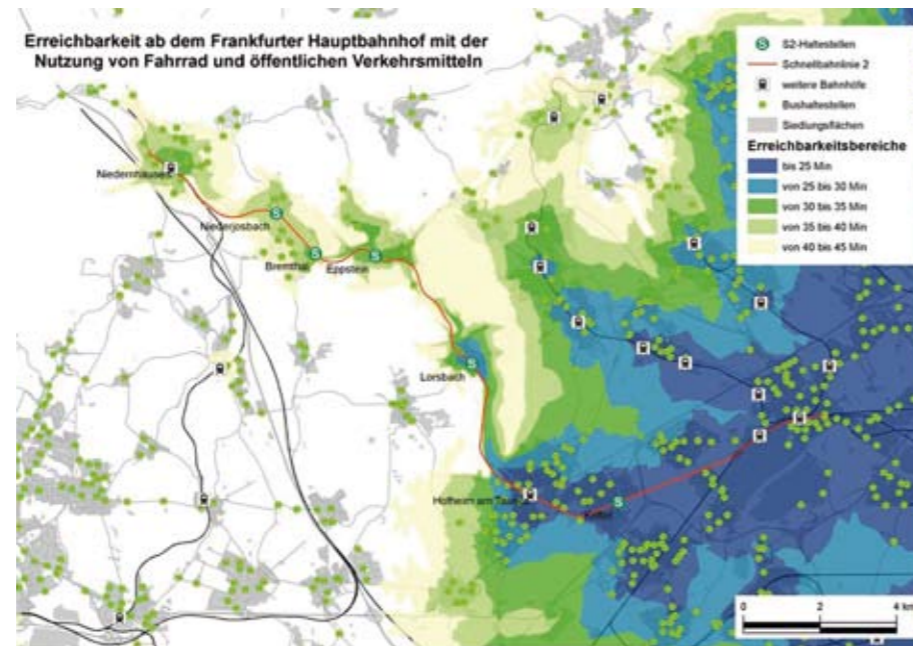 Erreichbarkeit ab dem Frankfurter Hauptbahnhof mit der
Nutzung von Fahrrad und öffentlichen Verkehrsmitteln
S S2-Haltestellen
Schnellbahnlinie 2
weitere Bahnhöfe
Bushaltestellen
Siedlungsflächen
Erreichbarkeitsbereiche
bis 25 Min
von 25 bis 30 Min
von 30 bis 35 Min
von 35 bis 40 Min
von 40 bis 45 Min
Niedernhausen
S
Niederjosbach
S
S
Bremthal
Eppstein
S
Lorsbach
Hofheim am
S
0 2 4 km